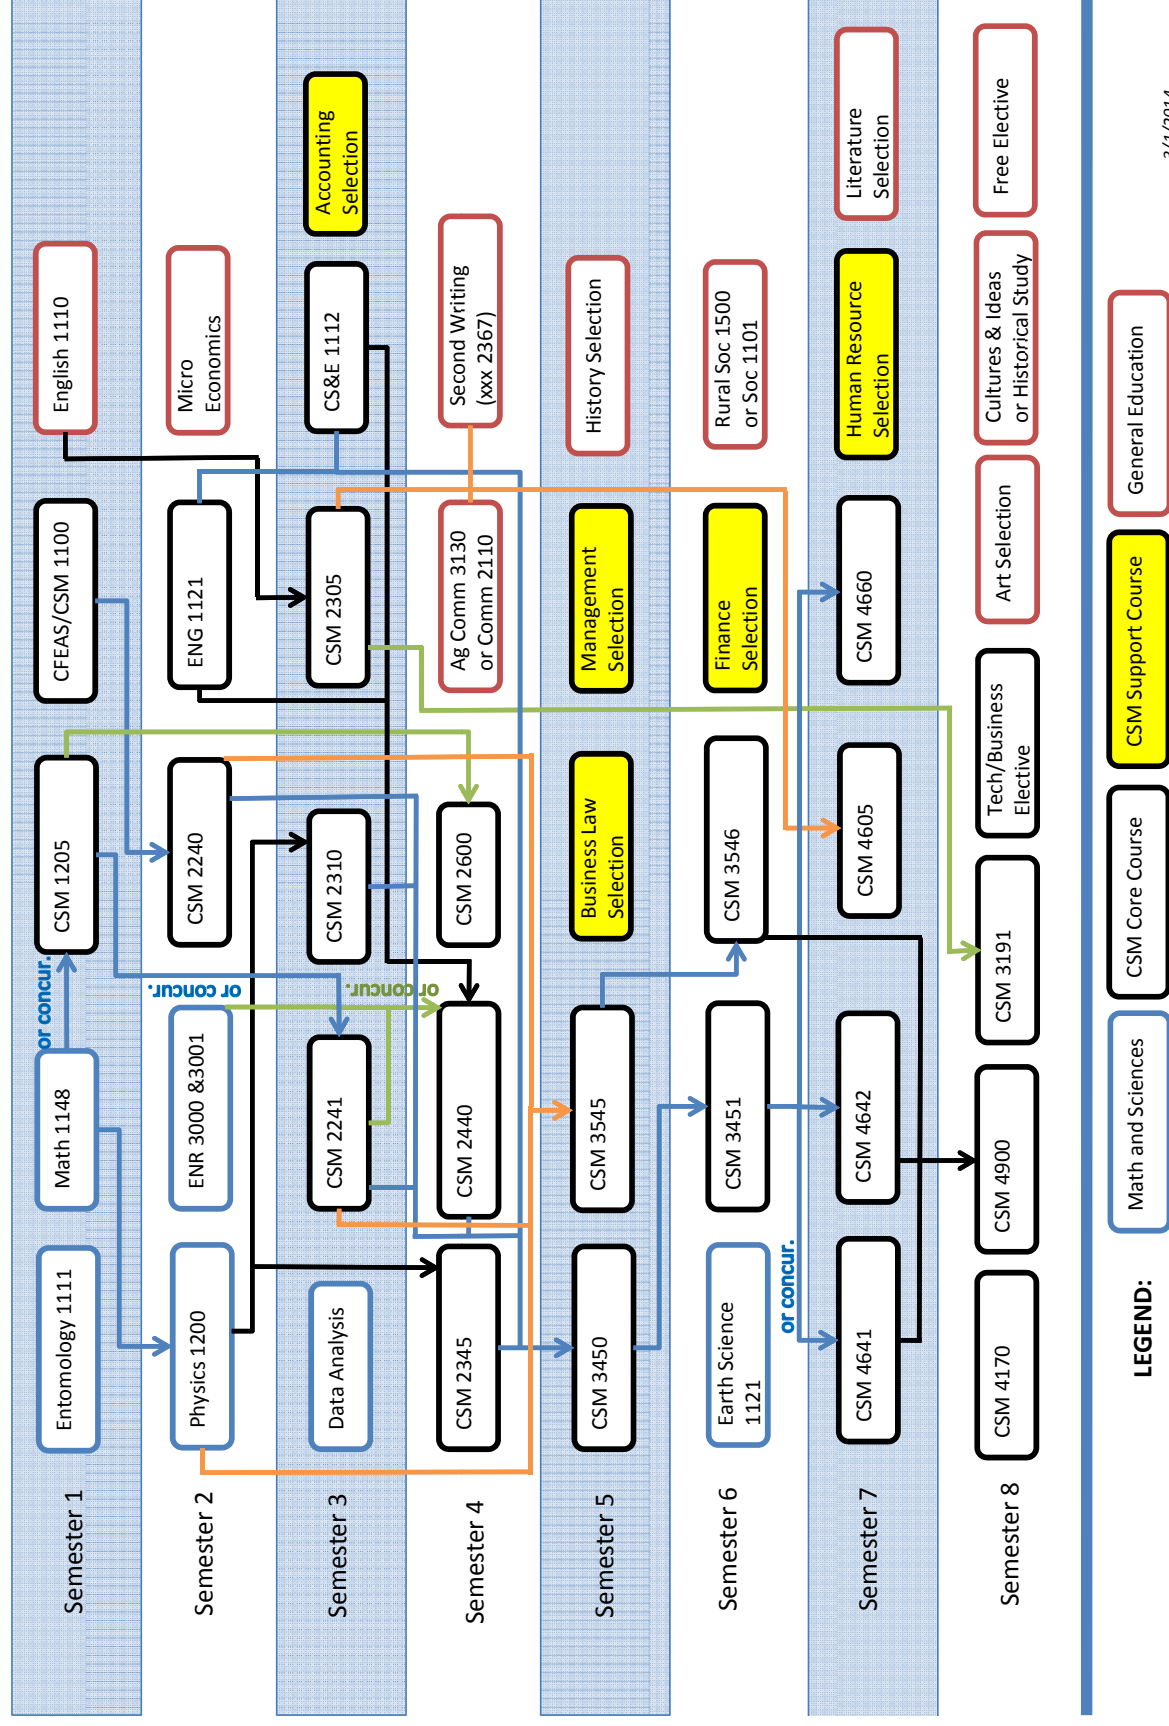 Semester 1
Entomology 1111
Math 1148
or concur.
CSM 1205
CFEAS/CSM 1100
English 1110
Semester 2
Physics 1200
ENR 3000 &3001
or concur.
CSM 2240
ENG 1121
Micro
Economics
Semester 3
Data Analysis
CSM 2241
or concur.
CSM 2310
CSM 2305
CS&E 1112
Accounting
Selection
Semester 4
CSM 2345
CSM 2440
CSM 2600
Ag Comm 3130
or Comm 2110
Second Writing
(xxx 2367)
Semester 5
CSM 3450
CSM 3545
Business Law
Selection
Management
Selection
History Selection
Semester 6
Earth Science
1121
CSM 3451
CSM 3546
Finance
Selection
Rural Soc 1500
or Soc 1101
or concur.
Semester 7
CSM 4641
CSM 4642
CSM 4605
CSM 4660
Human Resource
Selection
Literature
Selection
Semester 8
CSM 4170
CSM 4900
CSM 3191
Tech/Business
Elective
Art Selection
Cultures & Ideas
or Historical Study
Free Elective
LEGEND:
Math and Sciences
CSM Core Course
CSM Support Course
General Education
3/1/2014